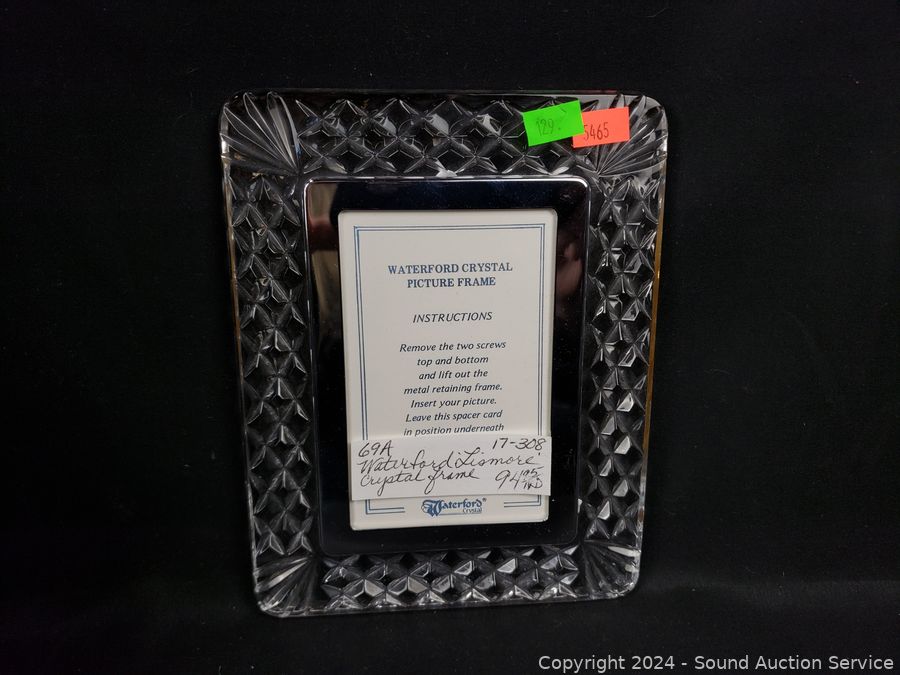 129.
5465
WATERFORD CRYSTAL
PICTURE FRAME
INSTRUCTIONS
Remove the two screws
top and bottom
and lift out the
metal retaining frame.
Insert your picture.
Leave this spacer card
in position underneath
69A 17-308
Waterford 'Lismore'
Crystal frame 94.95
Waterford®
Crystal
Copyright 2024 - Sound Auction Service